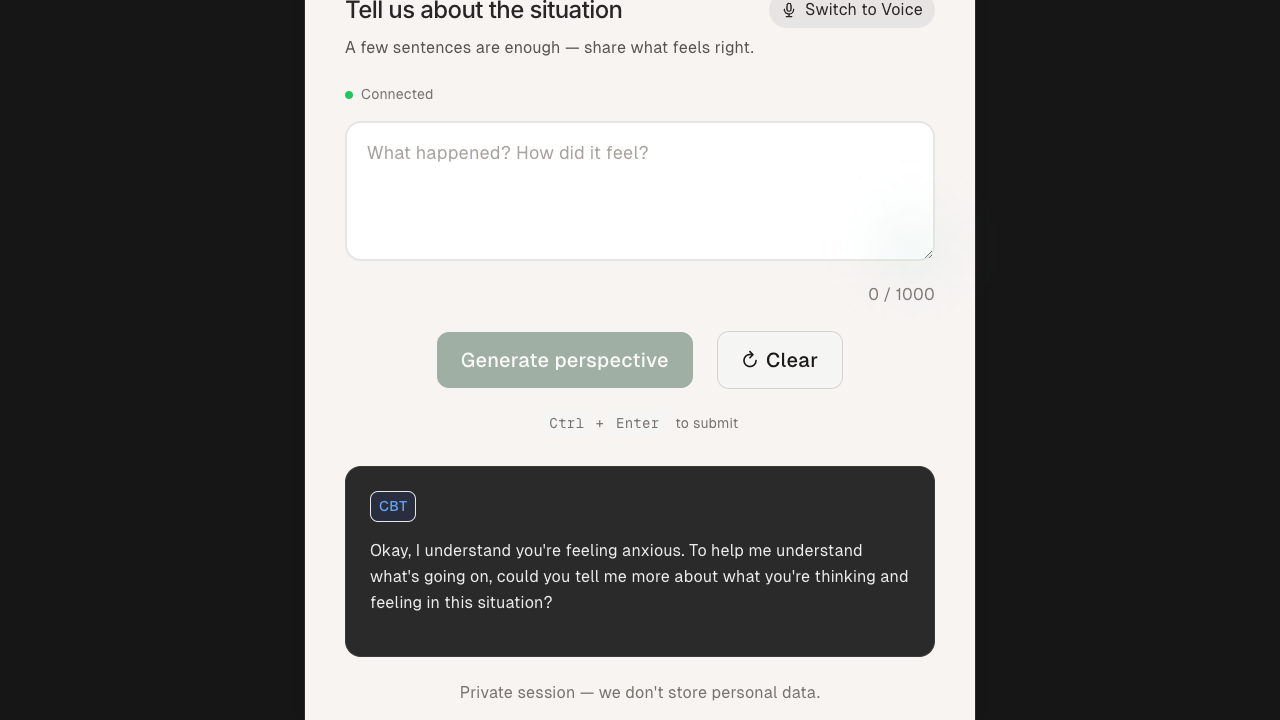 Tell us about the situation
Switch to Voice
A few sentences are enough — share what feels right.
Connected
What happened? How did it feel?
0 / 1000
Generate perspective
↻ Clear
Ctrl + Enter to submit
CBT
Okay, I understand you're feeling anxious. To help me understand
what's going on, could you tell me more about what you're thinking and
feeling in this situation?
Private session — we don't store personal data.